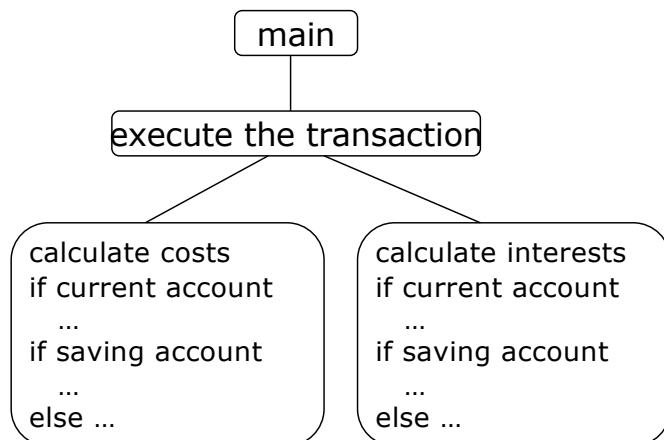 main
execute the transaction
calculate costs
if current account
…
if saving account
…
else …
calculate interests
if current account
…
if saving account
…
else …